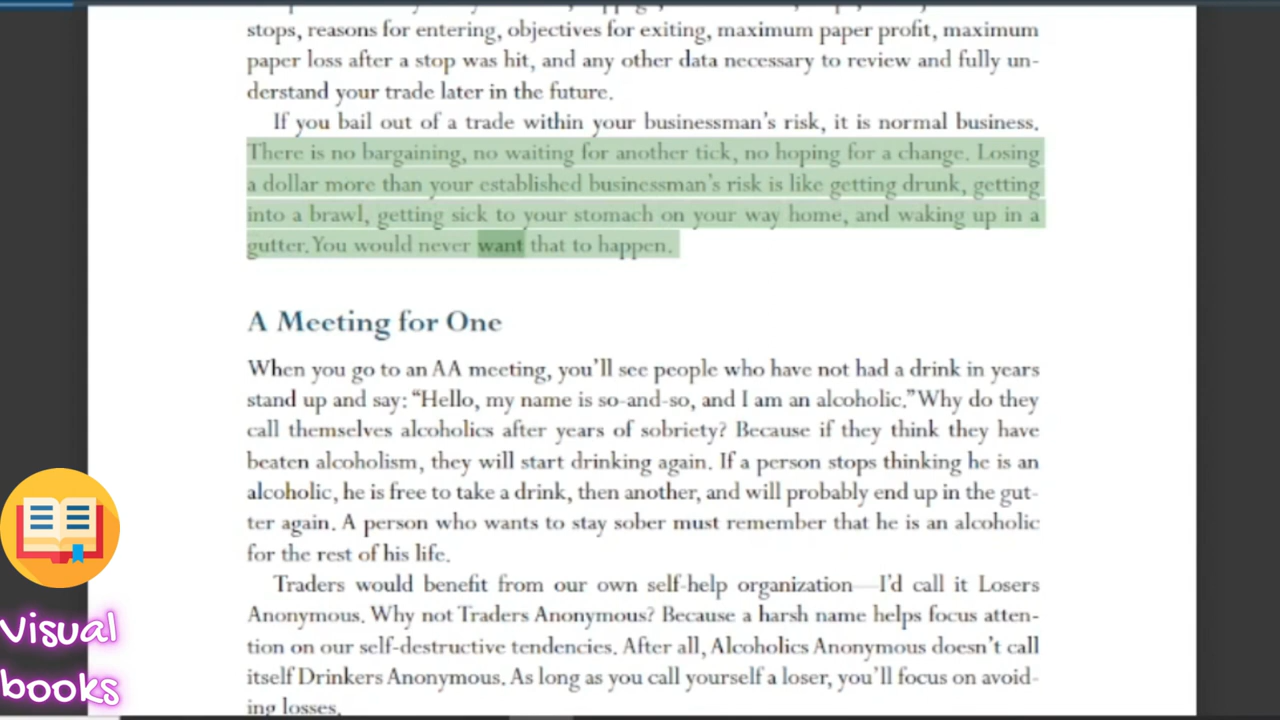 stops, reasons for entering, objectives for exiting, maximum paper profit, maximum
paper loss after a stop was hit, and any other data necessary to review and fully un-
derstand your trade later in the future.
If you bail out of a trade within your businessman's risk, it is normal business.
There is no bargaining, no waiting for another tick, no hoping for a change. Losing
a dollar more than your established businessman's risk is like getting drunk, getting
into a brawl, getting sick to your stomach on your way home, and waking up in a
gutter. You would never want that to happen.
A Meeting for One
When you go to an AA meeting, you'll see people who have not had a drink in years
stand up and say: “Hello, my name is so-and-so, and I am an alcoholic.” Why do they
call themselves alcoholics after years of sobriety? Because if they think they have
beaten alcoholism, they will start drinking again. If a person stops thinking he is an
alcoholic, he is free to take a drink, then another, and will probably end up in the gut-
ter again. A person who wants to stay sober must remember that he is an alcoholic
for the rest of his life.
Traders would benefit from our own self-help organization—I'd call it Losers
Anonymous. Why not Traders Anonymous? Because a harsh name helps focus atten-
tion on our self-destructive tendencies. After all, Alcoholics Anonymous doesn't call
itself Drinkers Anonymous. As long as you call yourself a loser, you'll focus on avoid-
ing losses.
Visual
books